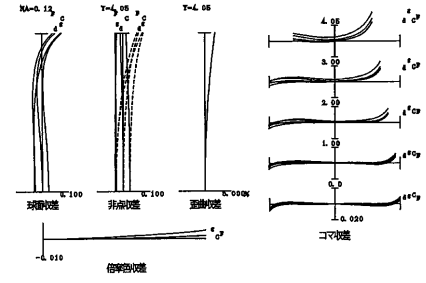 NA=0.12
F
C
d
g
0.100
球面収差
Y=4.05
F
C
g
d
0.100
非点収差
Y=4.05
5.000%
歪曲収差
g
C F
-0.010
倍率色収差
4.05
g
d C F
3.00
g
d C F
2.00
d g C F
1.00
d g C F
0.0
d g C F
0.020
コマ収差